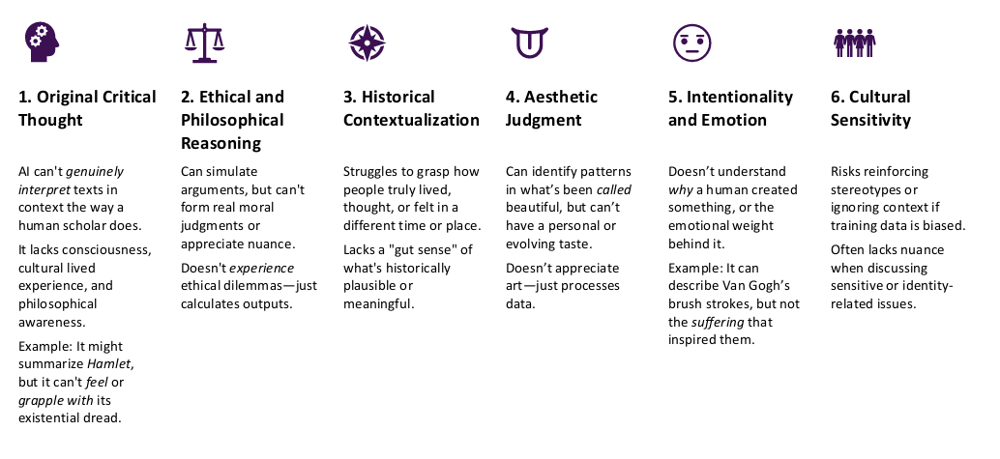 1. Original Critical
Thought
AI can't genuinely
interpret texts in
context the way a
human scholar does.
It lacks consciousness,
cultural lived
experience, and
philosophical
awareness.
Example: It might
summarize Hamlet,
but it can't feel or
grapple with its
existential dread.
2. Ethical and
Philosophical
Reasoning
Can simulate
arguments, but can't
form real moral
judgments or
appreciate nuance.
Doesn't experience
ethical dilemmas—just
calculates outputs.
3. Historical
Contextualization
Struggles to grasp how
people truly lived,
thought, or felt in a
different time or place.
Lacks a "gut sense" of
what's historically
plausible or
meaningful.
4. Aesthetic
Judgment
Can identify patterns
in what’s been called
beautiful, but can’t
have a personal or
evolving taste.
Doesn’t appreciate
art—just processes
data.
5. Intentionality
and Emotion
Doesn’t understand
why a human created
something, or the
emotional weight
behind it.
Example: It can
describe Van Gogh’s
brush strokes, but not
the suffering that
inspired them.
6. Cultural
Sensitivity
Risks reinforcing
stereotypes or
ignoring context if
training data is biased.
Often lacks nuance
when discussing
sensitive or identity-
related issues.